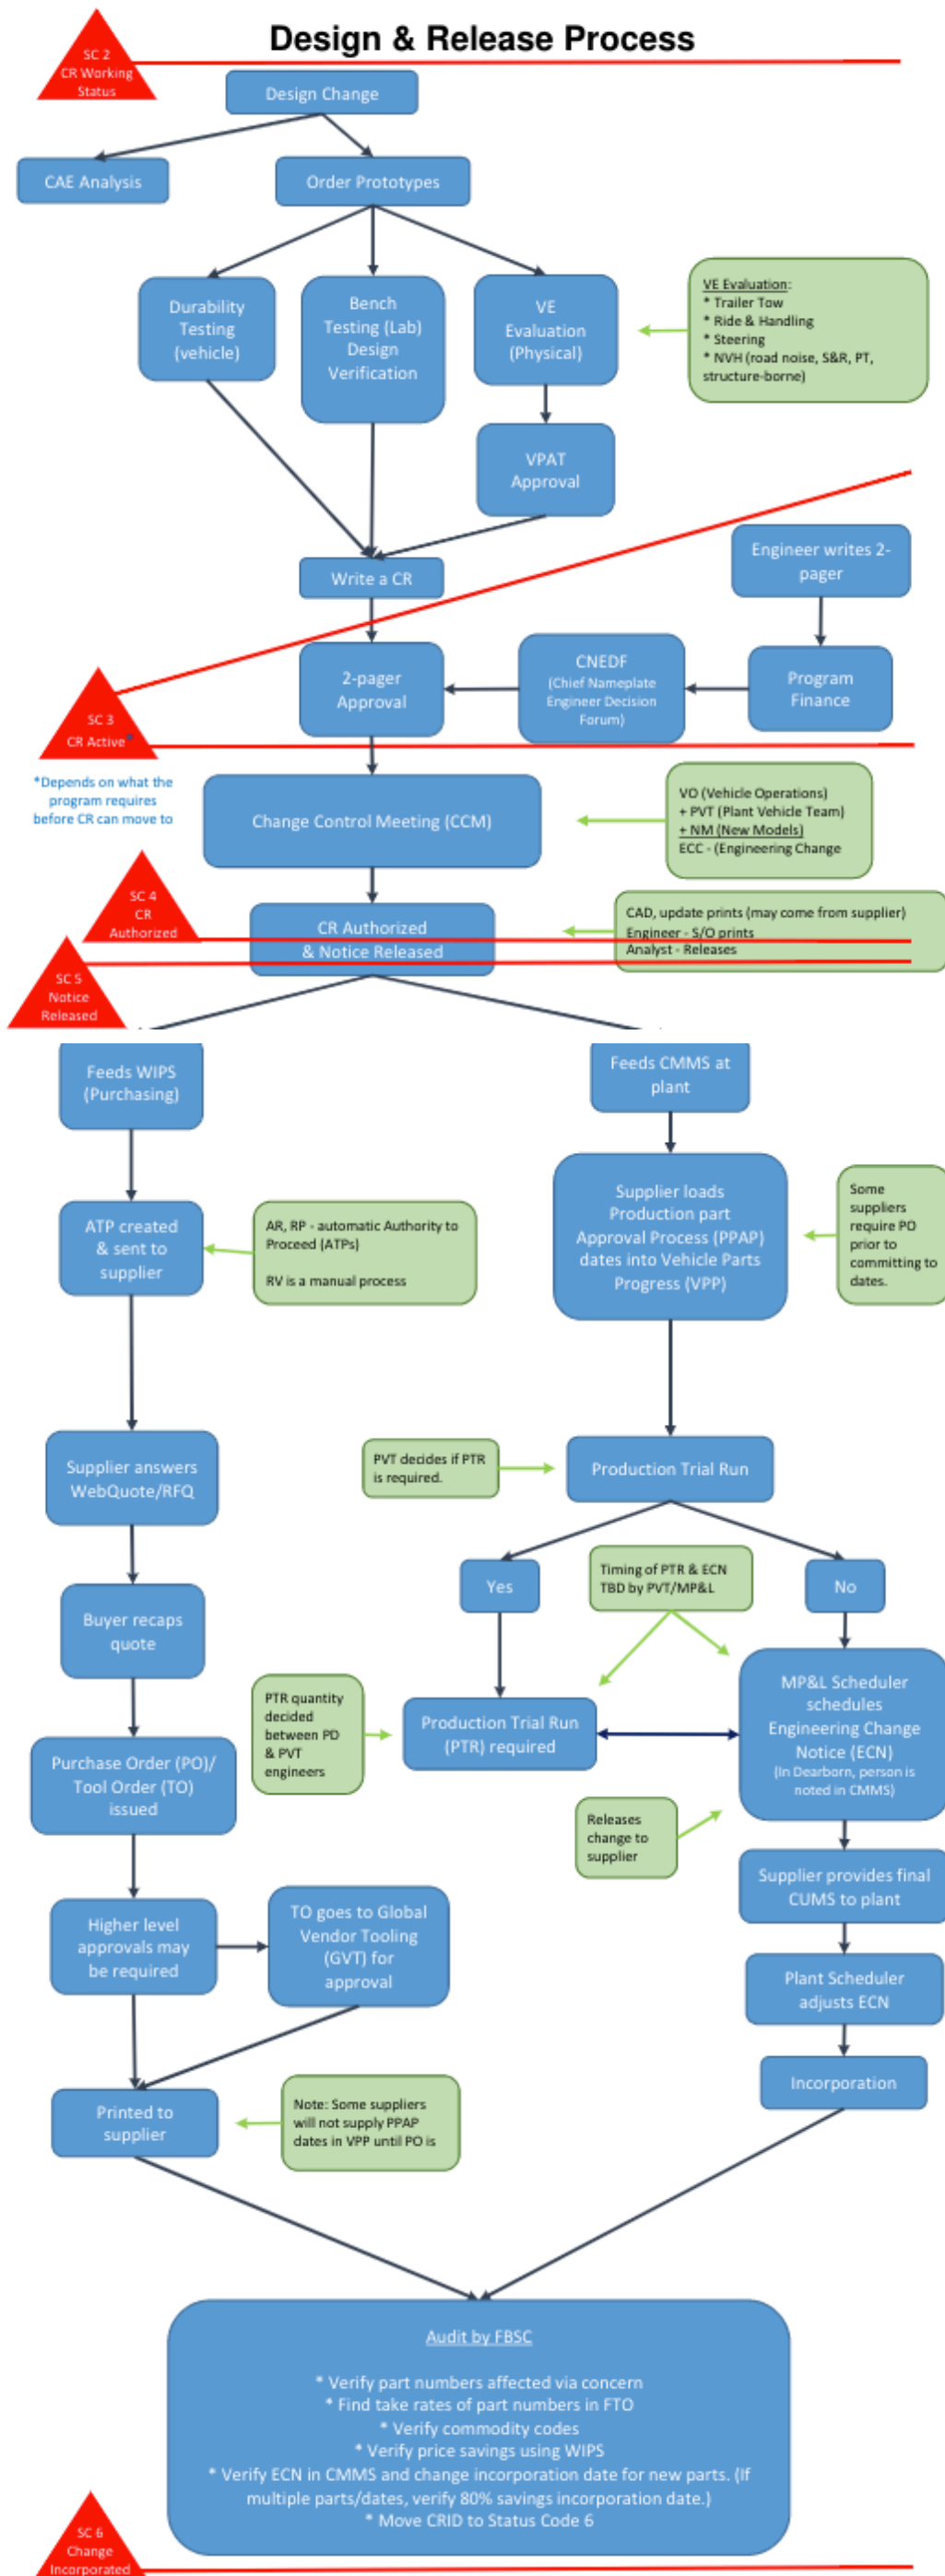 Design & Release Process
SC 2
CR Working
Status
Design Change
CAE Analysis
Order Prototypes
Durability
Testing
(vehicle)
Bench
Testing (Lab)
Design
Verification
VE
Evaluation
(Physical)
VE Evaluation:
* Trailer Tow
* Ride & Handling
* Steering
* NVH (road noise, S&R, PT,
structure-borne)
VPAT
Approval
Engineer writes 2-
pager
Write a CR
2-pager
Approval
CNEDF
(Chief Nameplate
Engineer Decision
Forum)
Program
Finance
SC 3
CR Active*
*Depends on what the
program requires
before CR can move to
Change Control Meeting (CCM)
VO (Vehicle Operations)
+ PVT (Plant Vehicle Team)
+ NM (New Models)
ECC - (Engineering Change
SC 4
CR
Authorized
CR Authorized
& Notice Released
CAD, update prints (may come from supplier)
Engineer - S/O prints
Analyst - Releases
SC 5
Notice
Released
Feeds WIPS
(Purchasing)
Feeds CMMS at
plant
ATP created
& sent to
supplier
AR, RP - automatic Authority to
Proceed (ATPs)
RV is a manual process
Supplier loads
Production part
Approval Process (PPAP)
dates into Vehicle Parts
Progress (VPP)
Some
suppliers
require PO
prior to
committing to
dates.
Supplier answers
WebQuote/RFQ
PVT decides if PTR
is required.
Production Trial Run
Yes
Timing of PTR & ECN
TBD by PVT/MP&L
No
Buyer recaps
quote
PTR quantity
decided
between PD
& PVT
engineers
Production Trial Run
(PTR) required
MP&L Scheduler
schedules
Engineering Change
Notice (ECN)
(In Dearborn, person is
noted in CMMS)
Purchase Order (PO)/
Tool Order (TO)
issued
Releases
change to
supplier
Supplier provides final
CUMS to plant
Higher level
approvals may
be required
TO goes to Global
Vendor Tooling
(GVT) for
approval
Plant Scheduler
adjusts ECN
Incorporation
Printed to
supplier
Note: Some suppliers
will not supply PPAP
dates in VPP until PO is
Audit by FBSC
* Verify part numbers affected via concern
* Find take rates of part numbers in FTO
* Verify commodity codes
* Verify price savings using WIPS
* Verify ECN in CMMS and change incorporation date for new parts. (If
multiple parts/dates, verify 80% savings incorporation date.)
* Move CRID to Status Code 6
SC 6
Change
Incorporated